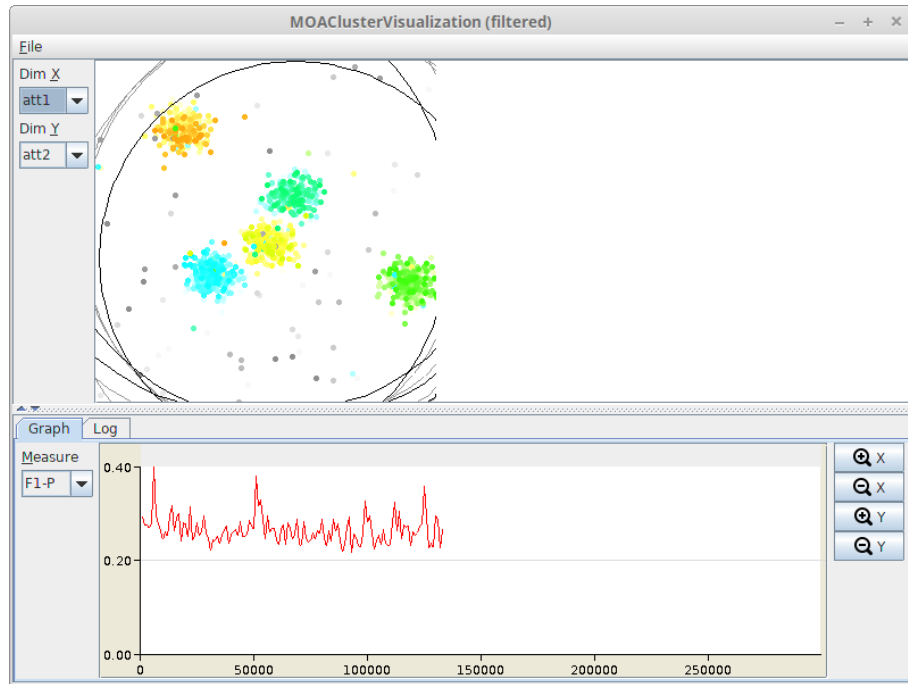 MOAClusterVisualization (filtered)
File
Dim X
att1
Dim Y
att2
Graph Log
Measure
F1-P
0.40
0.20
0.00
0 50000 100000 150000 200000 250000
X
X
Y
Y